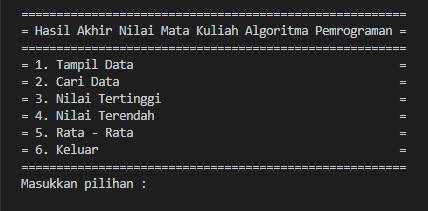 =======================================================
= Hasil Akhir Nilai Mata Kuliah Algoritma Pemrograman =
=======================================================
= 1. Tampil Data                                      =
= 2. Cari Data                                        =
= 3. Nilai Tertinggi                                  =
= 4. Nilai Terendah                                   =
= 5. Rata - Rata                                      =
= 6. Keluar                                           =
=======================================================
Masukkan pilihan :